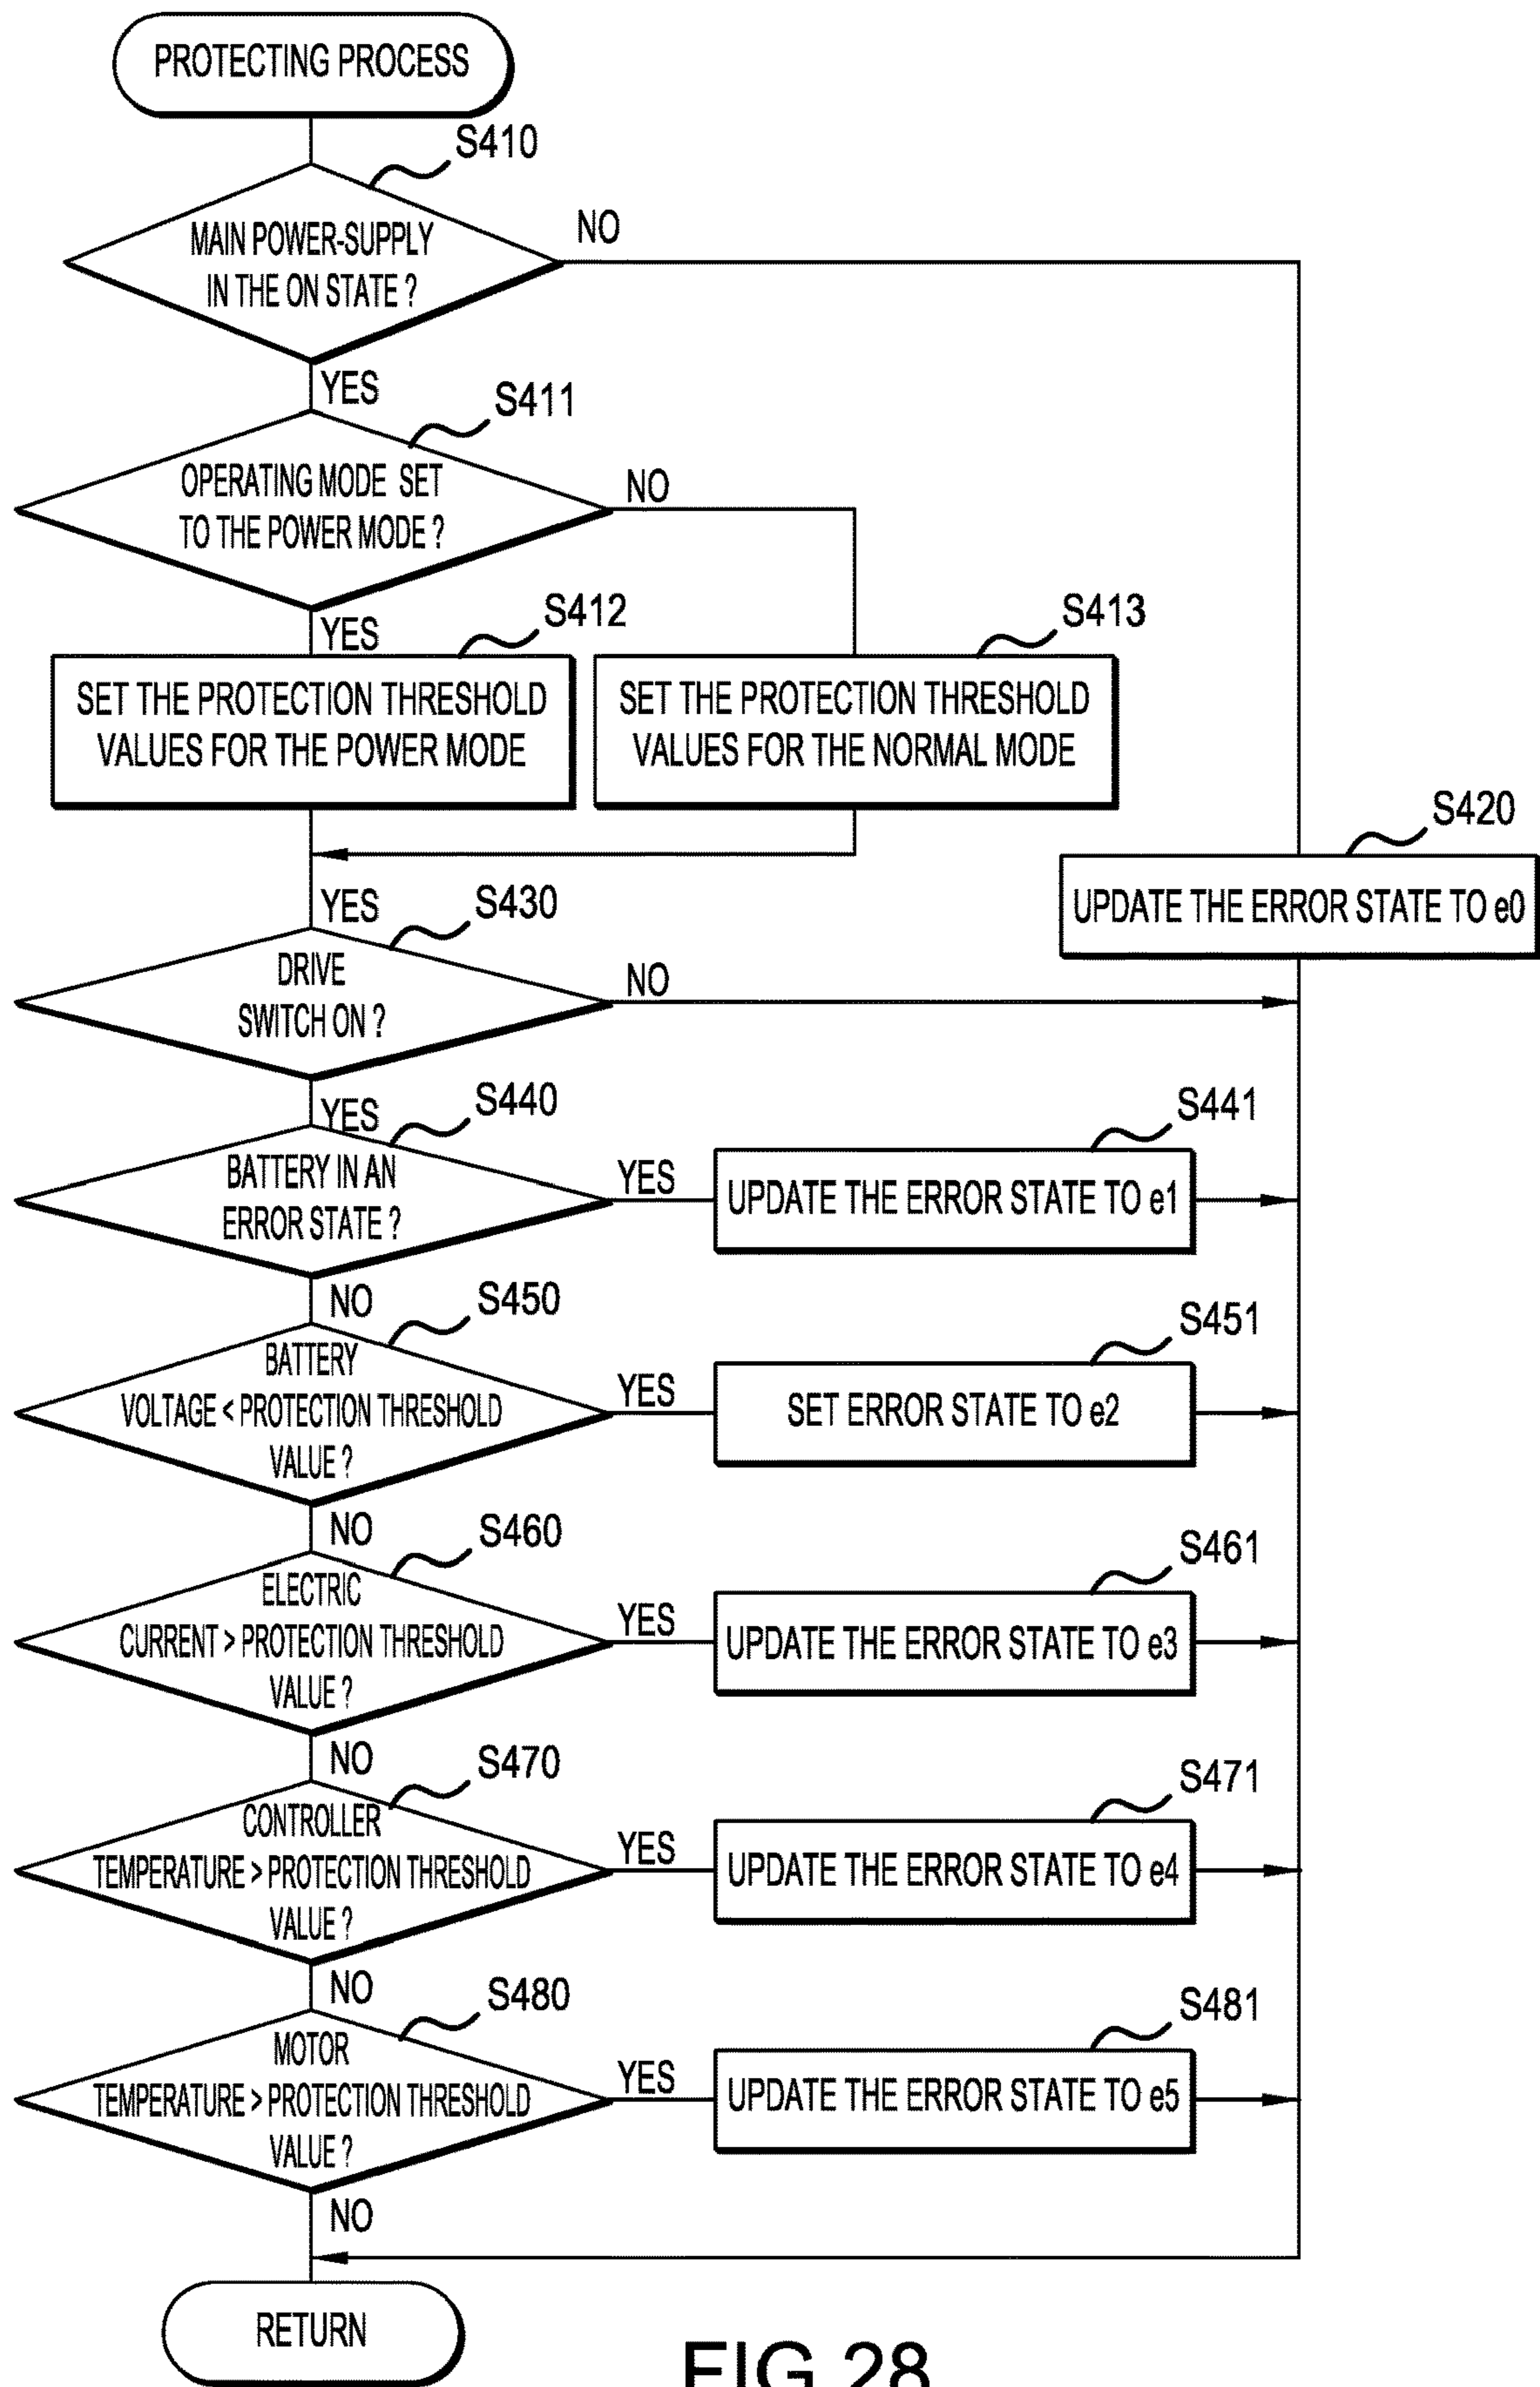 PROTECTING PROCESS
S410
MAIN POWER-SUPPLY
IN THE ON STATE ?
NO
YES
S411
OPERATING MODE SET
TO THE POWER MODE ?
NO
YES
S412
SET THE PROTECTION THRESHOLD
VALUES FOR THE POWER MODE
S413
SET THE PROTECTION THRESHOLD
VALUES FOR THE NORMAL MODE
S420
UPDATE THE ERROR STATE TO e0
YES
S430
DRIVE
SWITCH ON ?
NO
YES
S440
BATTERY IN AN
ERROR STATE ?
YES
S441
UPDATE THE ERROR STATE TO e1
NO
S450
BATTERY
VOLTAGE < PROTECTION THRESHOLD
VALUE ?
YES
S451
SET ERROR STATE TO e2
NO
S460
ELECTRIC
CURRENT > PROTECTION THRESHOLD
VALUE ?
YES
S461
UPDATE THE ERROR STATE TO e3
NO
S470
CONTROLLER
TEMPERATURE > PROTECTION THRESHOLD
VALUE ?
YES
S471
UPDATE THE ERROR STATE TO e4
NO
S480
MOTOR
TEMPERATURE > PROTECTION THRESHOLD
VALUE ?
YES
S481
UPDATE THE ERROR STATE TO e5
NO
RETURN
FIG.28